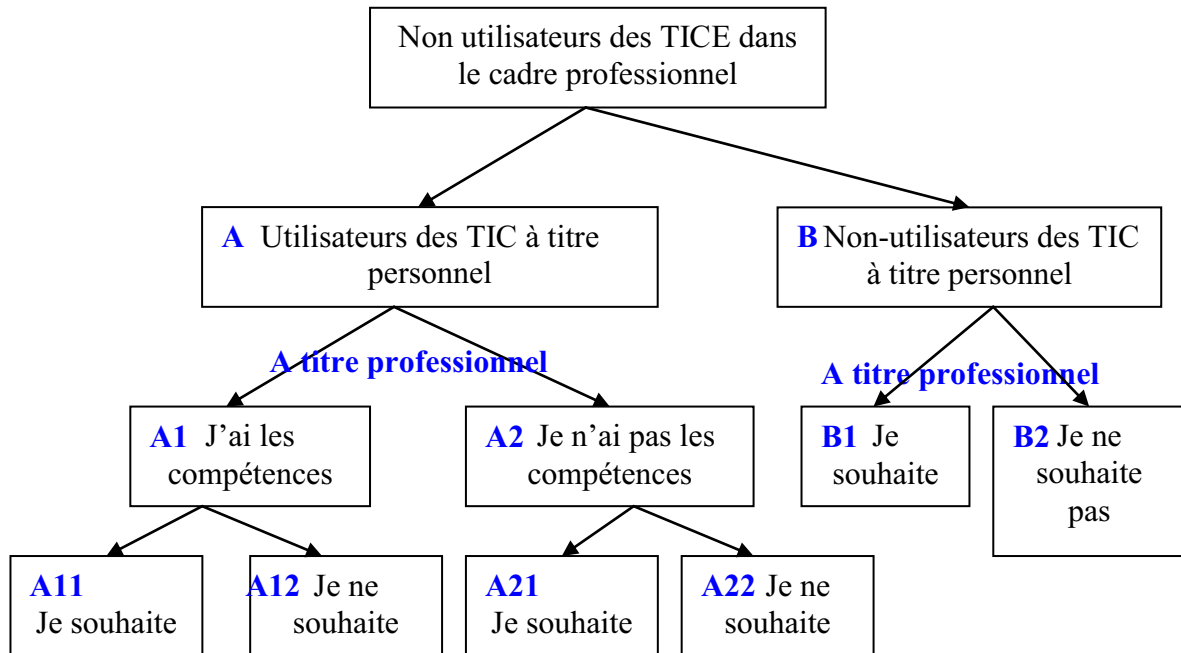 Non utilisateurs des TICE dans
le cadre professionnel
A Utilisateurs des TIC à titre
personnel
B Non-utilisateurs des TIC
à titre personnel
A titre professionnel
A titre professionnel
A1 J'ai les
compétences
A2 Je n'ai pas les
compétences
B1 Je
souhaite
B2 Je ne
souhaite
pas
A11
Je souhaite
A12 Je ne
souhaite
A21
Je souhaite
A22 Je ne
souhaite